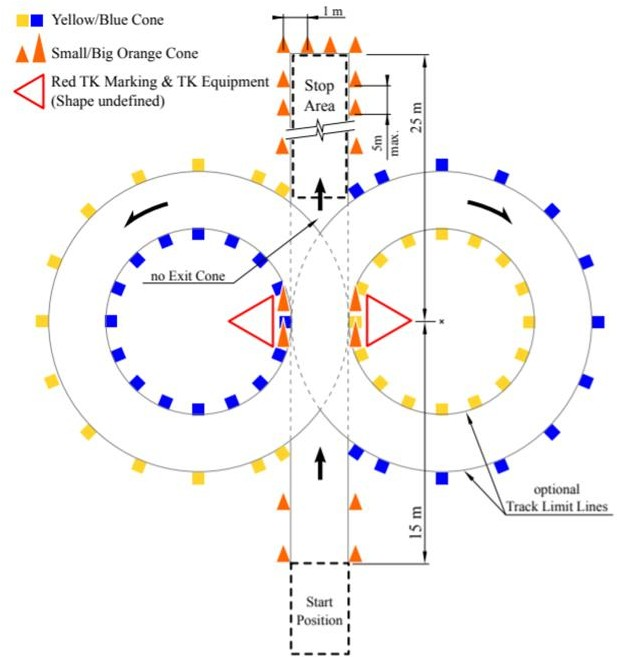 Yellow/Blue Cone
Small/Big Orange Cone
Red TK Marking & TK Equipment
(Shape undefined)
1 m
Stop
Area
5m
max.
25 m
no Exit Cone
optional
Track Limit Lines
15 m
Start
Position